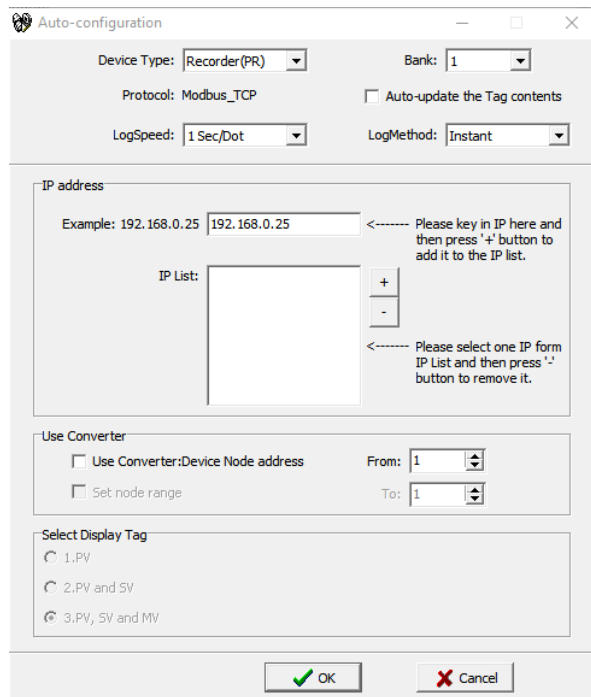 Auto-configuration
Device Type: Recorder(PR) Bank: 1
Protocol: Modbus_TCP Auto-update the Tag contents
LogSpeed: 1 Sec/Dot LogMethod: Instant
IP address
Example: 192.168.0.25 192.168.0.25 <------- Please key in IP here and
then press '+' button to
add it to the IP list.
IP List:
+
-
<------- Please select one IP form
IP List and then press '-'
button to remove it.
Use Converter
Use Converter:Device Node address From: 1
Set node range To: 1
Select Display Tag
1.PV
2.PV and SV
3.PV, SV and MV
OK Cancel